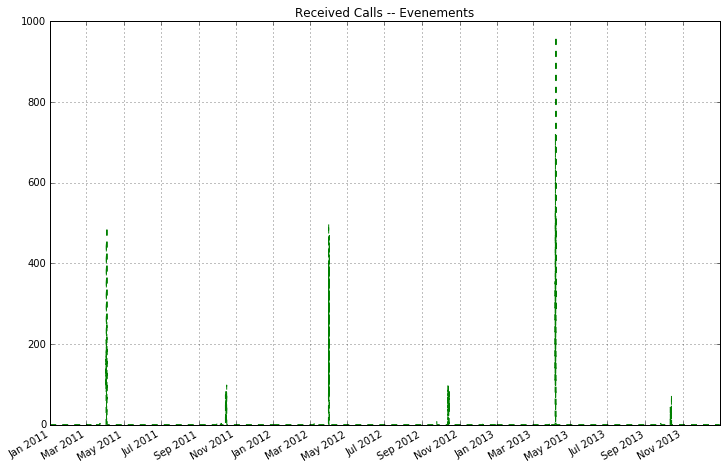 Received Calls -- Evenements
1000
800
600
400
200
0
Jan 2011
Mar 2011
May 2011
Jul 2011
Sep 2011
Nov 2011
Jan 2012
Mar 2012
May 2012
Jul 2012
Sep 2012
Nov 2012
Jan 2013
Mar 2013
May 2013
Jul 2013
Sep 2013
Nov 2013